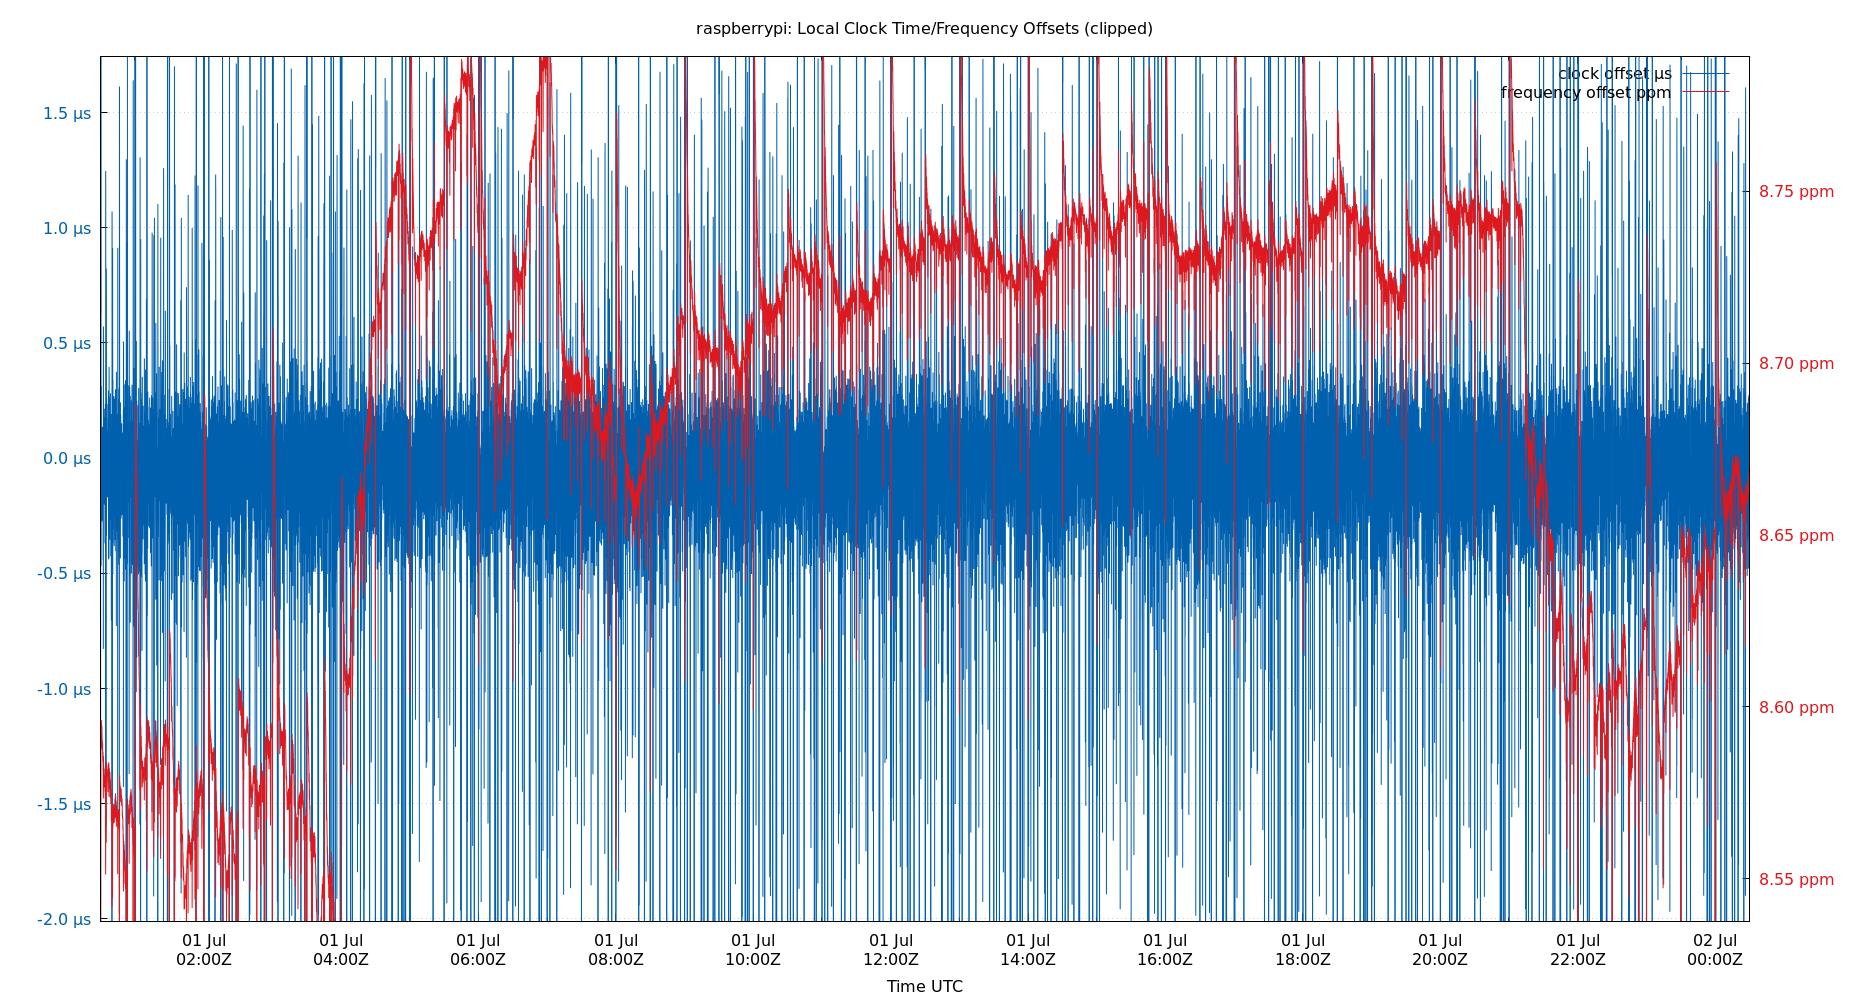 raspberrypi: Local Clock Time/Frequency Offsets (clipped)
clock offset µs
frequency offset ppm
1.5 µs
1.0 µs
0.5 µs
0.0 µs
-0.5 µs
-1.0 µs
-1.5 µs
-2.0 µs
8.75 ppm
8.70 ppm
8.65 ppm
8.60 ppm
8.55 ppm
01 Jul 01 Jul 01 Jul 01 Jul 01 Jul 01 Jul 01 Jul 01 Jul 01 Jul 01 Jul 01 Jul 02 Jul
02:00Z 04:00Z 06:00Z 08:00Z 10:00Z 12:00Z 14:00Z 16:00Z 18:00Z 20:00Z 22:00Z 00:00Z
Time UTC